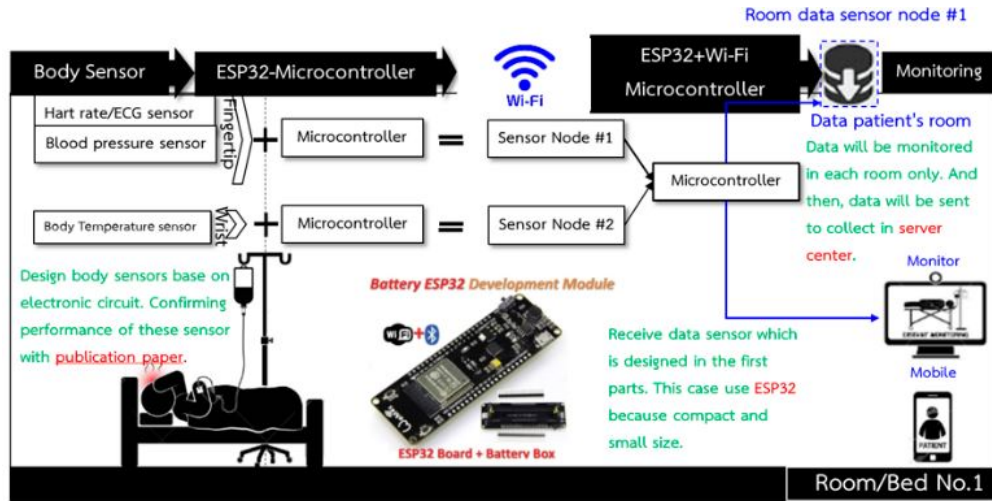 Room data sensor node #1
Body Sensor
ESP32-Microcontroller
Wi-Fi
ESP32+Wi-Fi
Microcontroller
Monitoring
Hart rate/ECG sensor
Blood pressure sensor
Fingertip
+
Microcontroller
=
Sensor Node #1
Body Temperature sensor
Wrist
+
Microcontroller
=
Sensor Node #2
Microcontroller
Data patient's room
Data will be monitored
in each room only. And
then, data will be sent
to collect in server
center.
Design body sensors base on
electronic circuit. Confirming
performance of these sensor
with publication paper.
Battery ESP32 Development Module
Wi Fi +
ESP32 Board + Battery Box
Receive data sensor which
is designed in the first
parts. This case use ESP32
because compact and
small size.
Monitor
Mobile
PATIENT
Room/Bed No.1